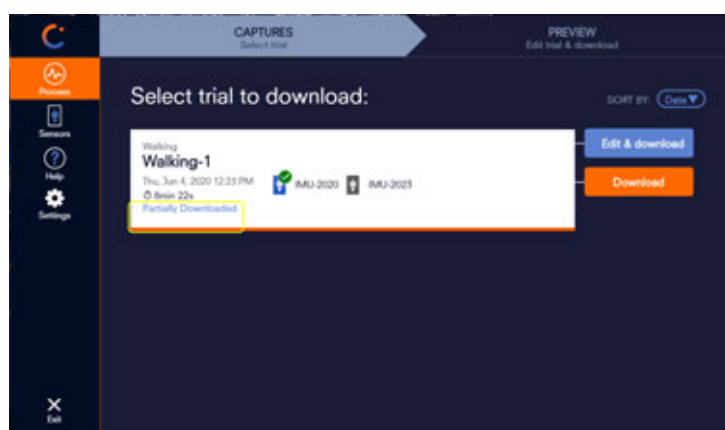 CAPTURES
Select trial
PREVIEW
Edit trial & download
Process
Sensors
Help
Settings
Exit
Select trial to download:
SORT BY: Date▼
Walking
Walking-1
Thu, Jun 4, 2020 12:23 PM
8min 22s
Partially Downloaded
IMU-2020
IMU-2023
Edit & download
Download